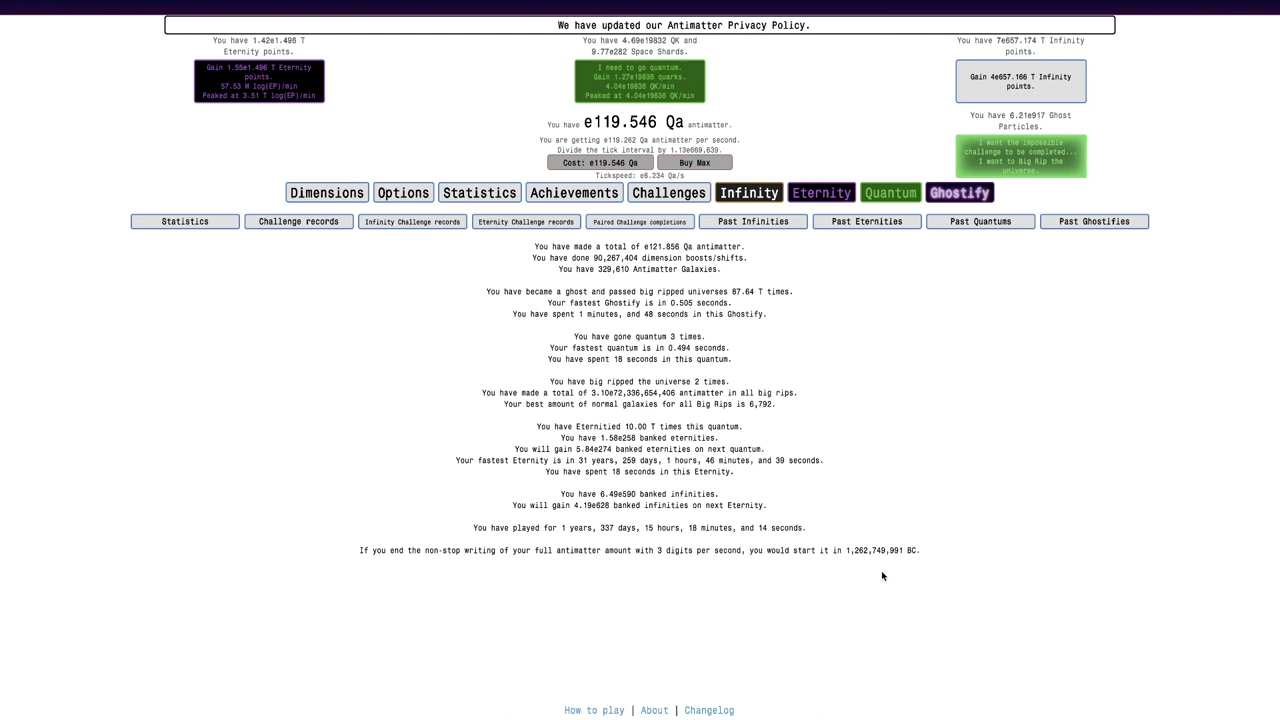 We have updated our Antimatter Privacy Policy.
You have 1.42e1.496 T
Eternity points.
Gain 1.55e1.496 T Eternity
points.
57.53 W log(EP)/min
Peaked at 3.51 T log(EP)/min
You have 4.69e19832 QK and
9.77e282 Space Shards.
I need to go quantum.
Gain 1.27e19836 quarks.
4.04e19836 QK/min
Peaked at 4.04e19836 QK/min
You have 7e657.174 T Infinity
points.
Gain 4e657.166 T Infinity
points.
You have 6.21e917 Ghost
Particles.
I want the impossible
challenge to be completed...
I want to Big Rip the
universe.
You have e119.546 Qa antimatter.
You are getting e119.262 Qa antimatter per second.
Divide the tick interval by 1.13e669,639.
Cost: e119.546 Qa
Buy Max
Tickspeed: e6.234 Qa/s
Dimensions
Options
Statistics
Achievements
Challenges
Infinity
Eternity
Quantum
Ghostify
Statistics
Challenge records
Infinity Challenge records
Eternity Challenge records
Paired Challenge completions
Past Infinities
Past Eternities
Past Quantums
Past Ghostifies
You have made a total of e121.856 Qa antimatter.
You have done 90,267,404 dimension boosts/shifts.
You have 329,610 Antimatter Galaxies.
You have became a ghost and passed big ripped universes 87.64 T times.
Your fastest Ghostify is in 0.505 seconds.
You have spent 1 minutes, and 48 seconds in this Ghostify.
You have gone quantum 3 times.
Your fastest quantum is in 0.494 seconds.
You have spent 18 seconds in this quantum.
You have big ripped the universe 2 times.
You have made a total of 3.10e72,336,654,406 antimatter in all big rips.
Your best amount of normal galaxies for all Big Rips is 6,792.
You have Eternitied 10.00 T times this quantum.
You have 1.58e258 banked eternities.
You will gain 5.84e274 banked eternities on next quantum.
Your fastest Eternity is in 31 years, 259 days, 1 hours, 46 minutes, and 39 seconds.
You have spent 18 seconds in this Eternity.
You have 6.49e590 banked infinities.
You will gain 4.19e628 banked infinities on next Eternity.
You have played for 1 years, 337 days, 15 hours, 18 minutes, and 14 seconds.
If you end the non-stop writing of your full antimatter amount with 3 digits per second, you would start it in 1,262,749,991 BC.
How to play | About | Changelog